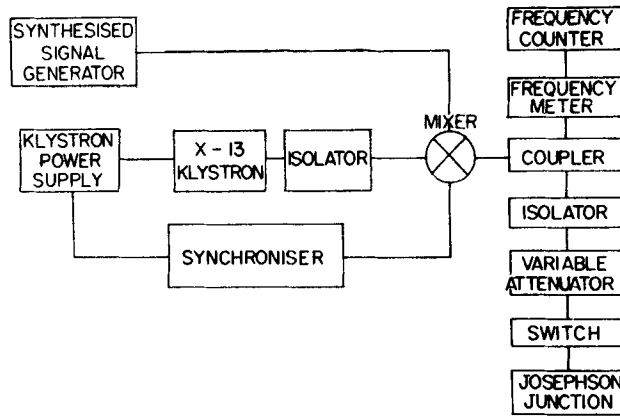 SYNTHESISED
SIGNAL
GENERATOR
FREQUENCY
COUNTER
FREQUENCY
METER
MIXER
KLYSTRON
POWER
SUPPLY
X-13
KLYSTRON
ISOLATOR
COUPLER
SYNCHRONISER
ISOLATOR
VARIABLE
ATTENUATOR
SWITCH
JOSEPHSON
JUNCTION